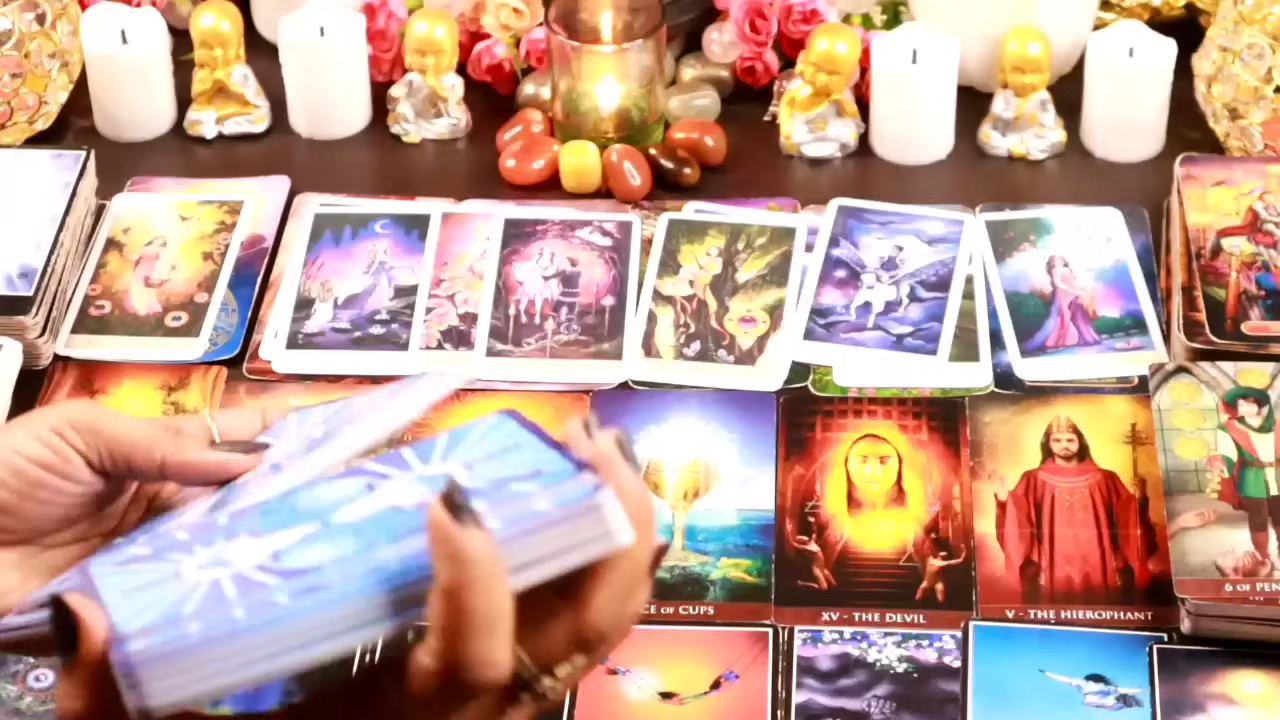 CE OF CUPS
XV - THE DEVIL
V - THE HIEROPHANT
6 OF PEN